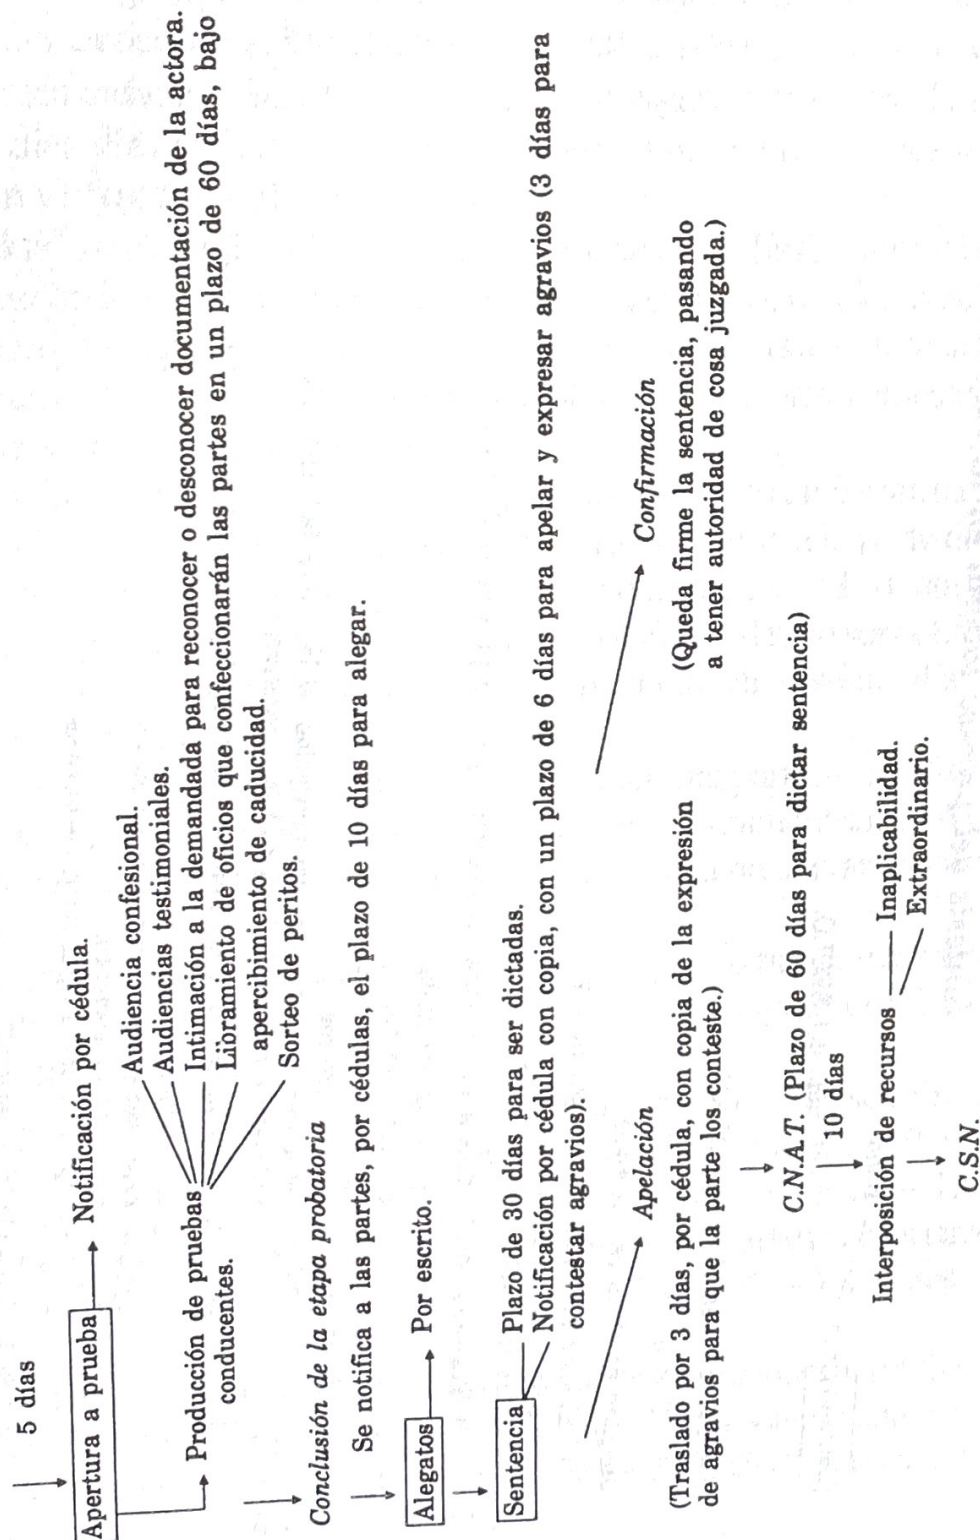 5 días
Apertura a prueba
Notificación por cédula.
Producción de pruebas
conducentes.
Audiencia confesional.
Audiencias testimoniales.
Intimación a la demandada para reconocer o desconocer documentación de la actora.
Libramiento de oficios que confeccionarán las partes en un plazo de 60 días, bajo
apercibimiento de caducidad.
Sorteo de peritos.
Conclusión de la etapa probatoria
Se notifica a las partes, por cédulas, el plazo de 10 días para alegar.
Alegatos
Por escrito.
Sentencia
Plazo de 30 días para ser dictadas.
Notificación por cédula con copia, con un plazo de 6 días para apelar y expresar agravios (3 días para
contestar agravios).
Apelación
(Traslado por 3 días, por cédula, con copia de la expresión
de agravios para que la parte los conteste.)
Confirmación
(Queda firme la sentencia, pasando
a tener autoridad de cosa juzgada.)
C.N.A.T. (Plazo de 60 días para dictar sentencia)
10 días
Interposición de recursos
Inaplicabilidad.
Extraordinario.
C.S.N.